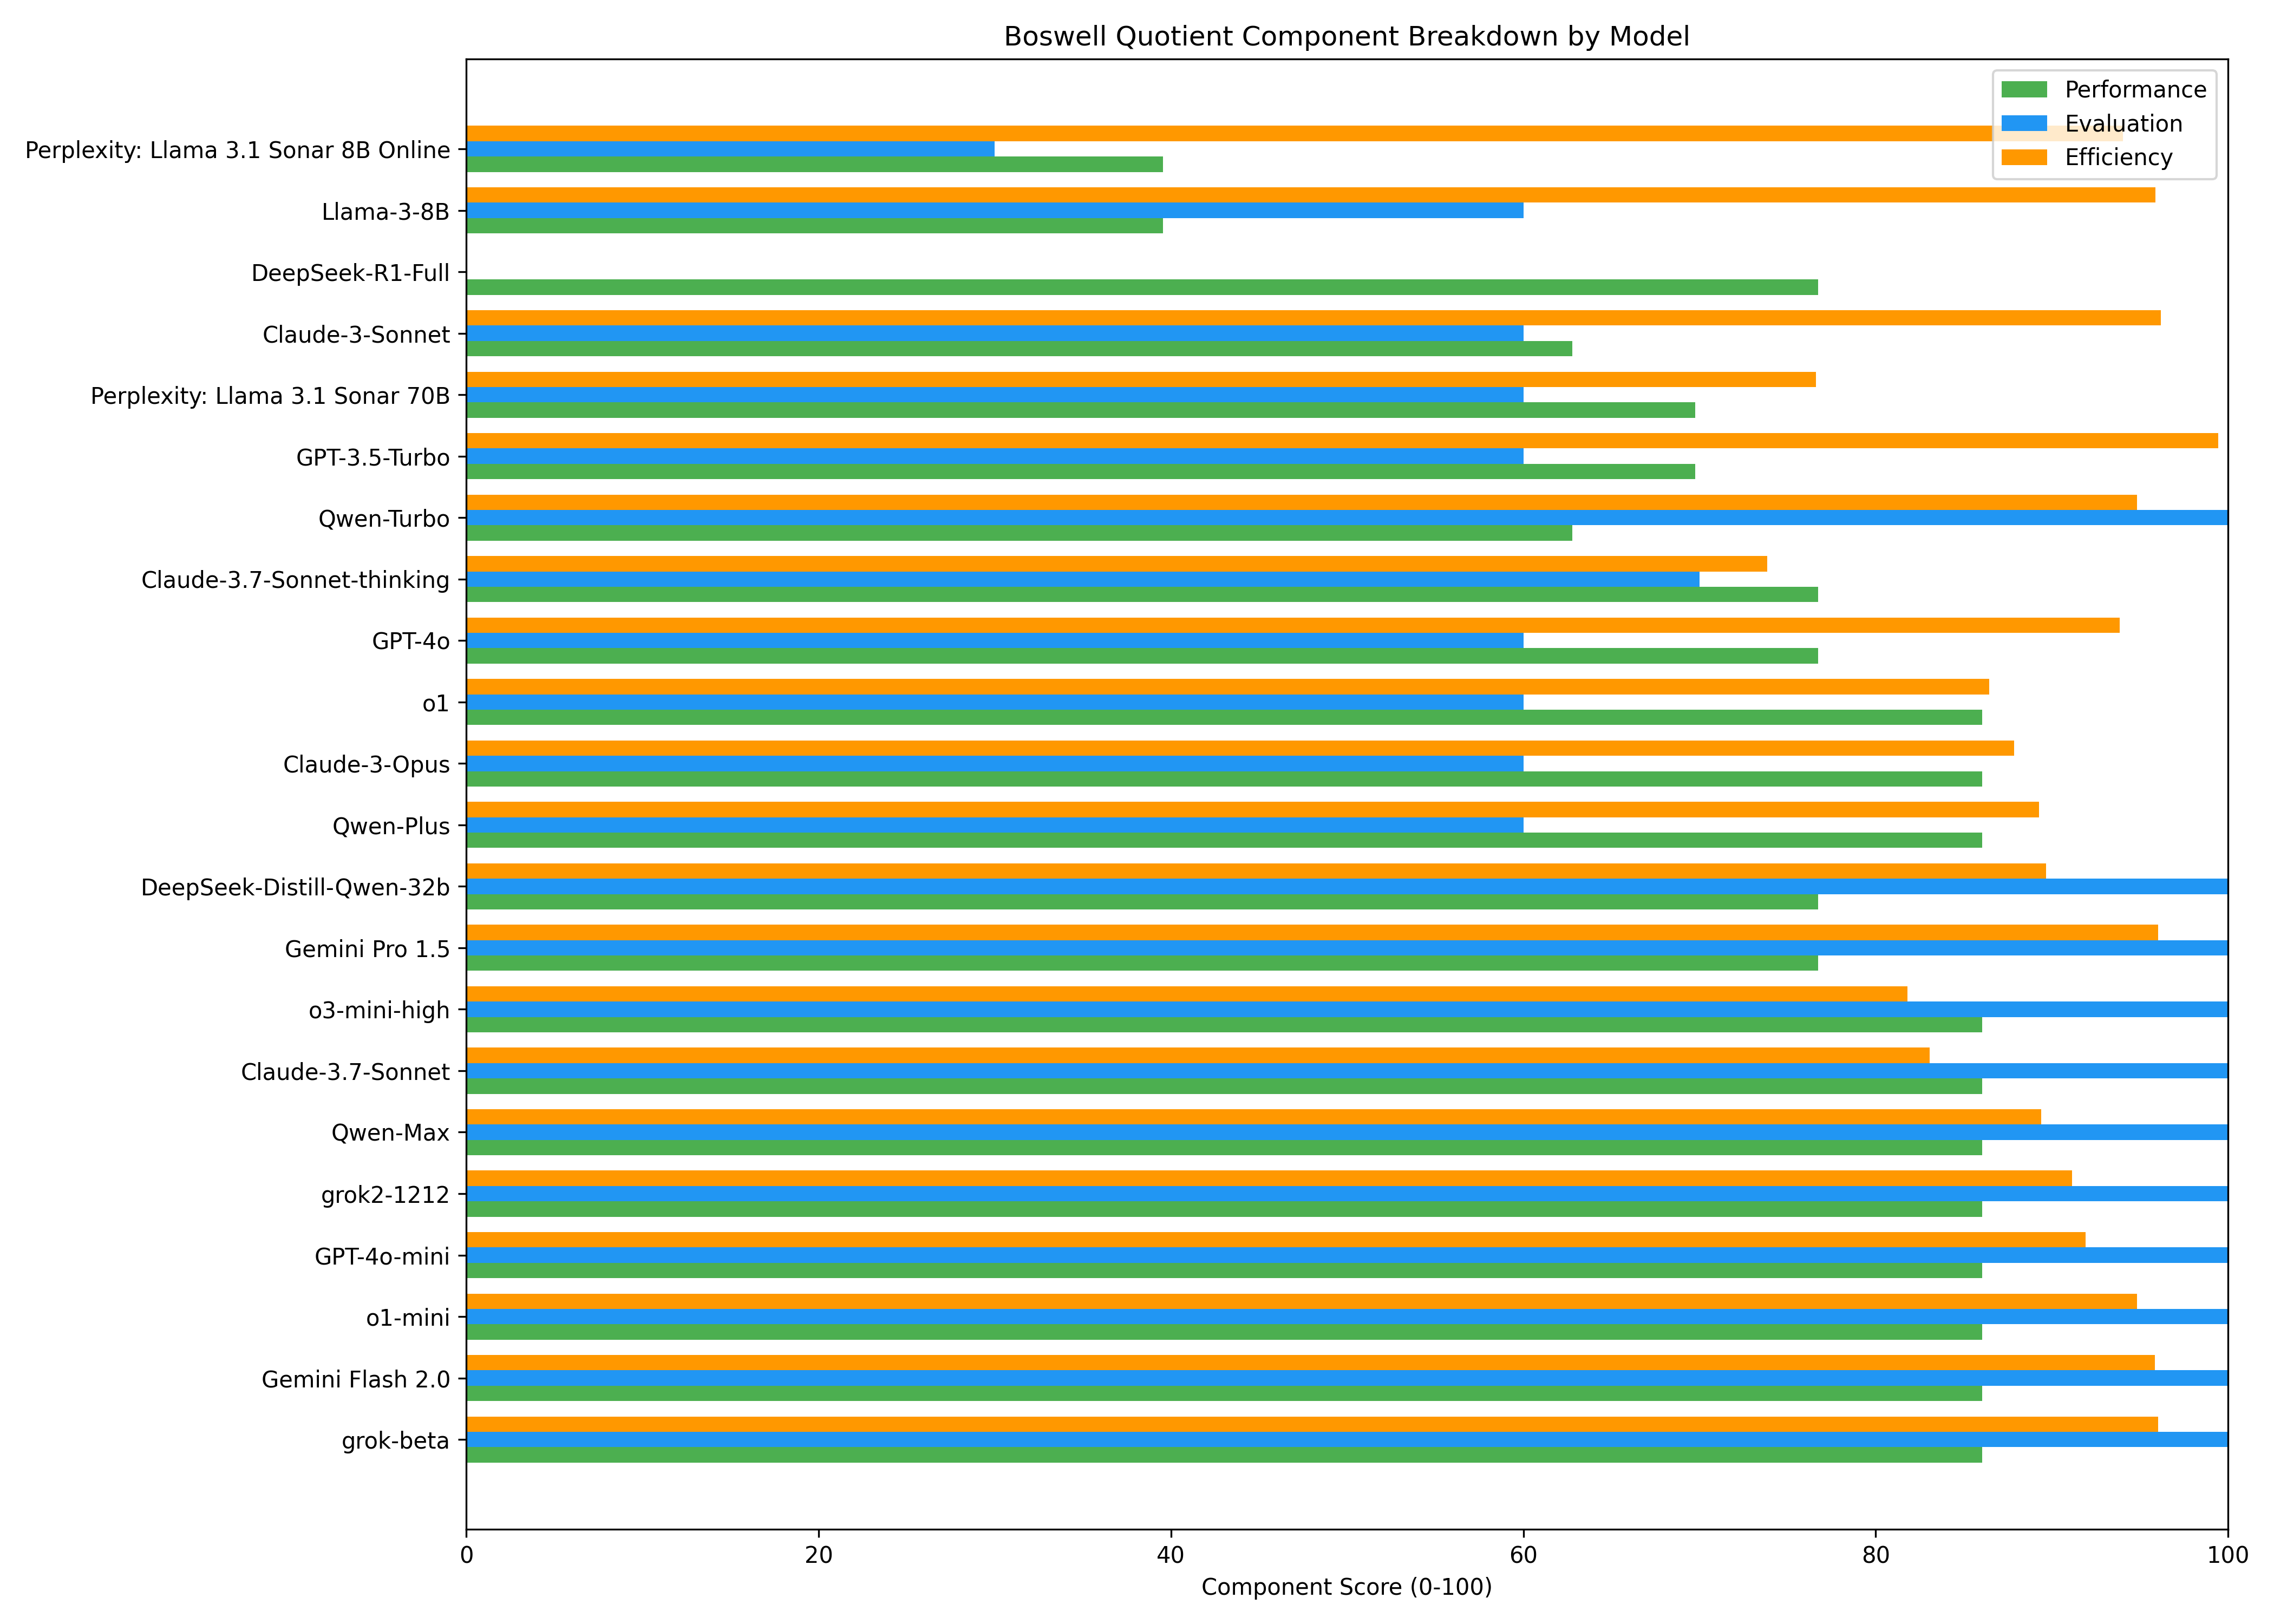 Boswell Quotient Component Breakdown by Model
Performance
Evaluation
Efficiency
Perplexity: Llama 3.1 Sonar 8B Online
Llama-3-8B
DeepSeek-R1-Full
Claude-3-Sonnet
Perplexity: Llama 3.1 Sonar 70B
GPT-3.5-Turbo
Qwen-Turbo
Claude-3.7-Sonnet-thinking
GPT-4o
o1
Claude-3-Opus
Qwen-Plus
DeepSeek-Distill-Qwen-32b
Gemini Pro 1.5
o3-mini-high
Claude-3.7-Sonnet
Qwen-Max
grok2-1212
GPT-4o-mini
o1-mini
Gemini Flash 2.0
grok-beta
0 20 40 60 80 100
Component Score (0-100)